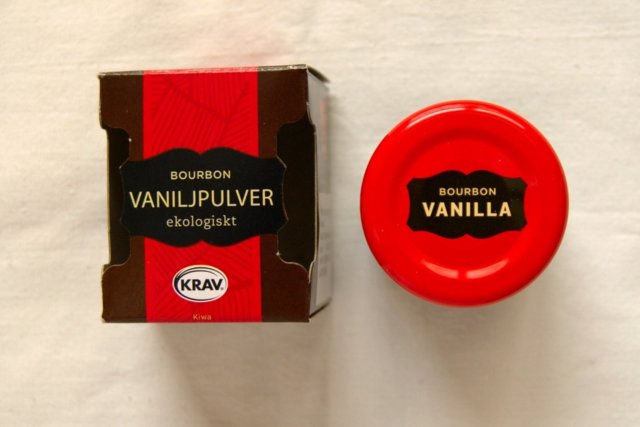 BOURBON
VANILJPULVER
ekologiskt
KRAV
Kiwa
BOURBON
VANILLA